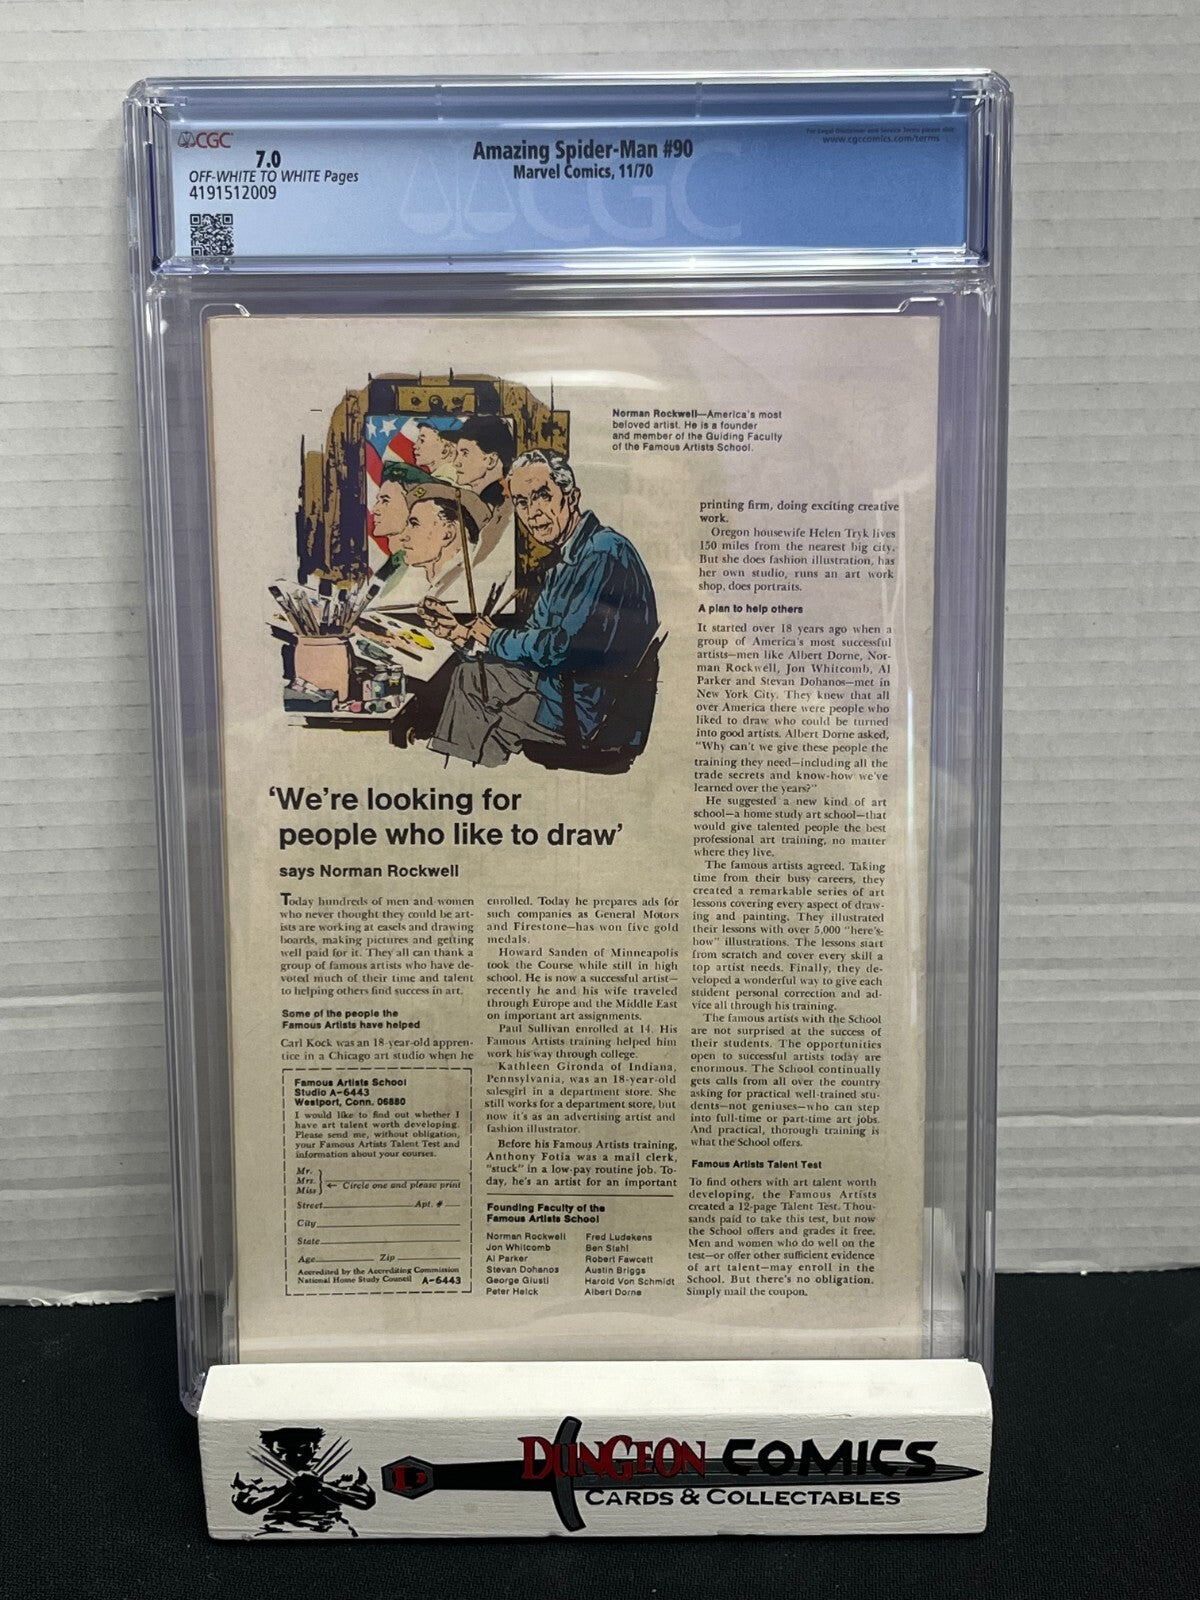 CGC
7.0
OFF-WHITE TO WHITE Pages
4191512009
Amazing Spider-Man #90
Marvel Comics, 11/70
For Legal Disclaimer and Service Terms please visit:
www.cgccomics.com/terms
CGC
Norman Rockwell—America's most
beloved artist. He is a founder
and member of the Guiding Faculty
of the Famous Artists School.
'We're looking for
people who like to draw'
says Norman Rockwell
Today hundreds of men and women
who never thought they could be art-
ists are working at easels and drawing
boards, making pictures and getting
well paid for it. They all can thank a
group of famous artists who have de-
voted much of their time and talent
to helping others find success in art.
Some of the people the
Famous Artists have helped
Carl Kock was an 18-year-old appren-
tice in a Chicago art studio when he
enrolled. Today he prepares ads for
such companies as General Motors
and Firestone—has won five gold
medals.
Howard Sanden of Minneapolis
took the Course while still in high
school. He is now a successful artist—
recently he and his wife traveled
through Europe and the Middle East
on important art assignments.
Paul Sullivan enrolled at 14. His
Famous Artists training helped him
work his way through college.
Kathleen Gironda of Indiana,
Pennsylvania, was an 18-year-old
salesgirl in a department store. She
still works for a department store, but
now it's as an advertising artist and
fashion illustrator.
Before his Famous Artists training,
Anthony Fotia was a mail clerk,
"stuck" in a low-pay routine job. To-
day, he's an artist for an important
printing firm, doing exciting creative
work.
Oregon housewife Helen Tryk lives
150 miles from the nearest big city.
But she does fashion illustration, has
her own studio, runs an art work
shop, does portraits.
A plan to help others
It started over 18 years ago when a
group of America's most successful
artists—men like Albert Dorne, Nor-
man Rockwell, Jon Whitcomb, Al
Parker and Stevan Dohanos—met in
New York City. They knew that all
over America there were people who
liked to draw who could be turned
into good artists. Albert Dorne asked,
"Why can't we give these people the
training they need—including all the
trade secrets and know-how we've
learned over the years?"
He suggested a new kind of art
school—a home study art school—that
would give talented people the best
professional art training, no matter
where they live.
The famous artists agreed. Taking
time from their busy careers, they
created a remarkable series of art
lessons covering every aspect of draw-
ing and painting. They illustrated
their lessons with over 5,000 "here's-
how" illustrations. The lessons start
from scratch and cover every skill a
top artist needs. Finally, they de-
veloped a wonderful way to give each
student personal correction and ad-
vice all through his training.
The famous artists with the School
are not surprised at the success of
their students. The opportunities
open to successful artists today are
enormous. The School continually
gets calls from all over the country
asking for practical well-trained stu-
dents—not geniuses—who can step
into full-time or part-time art jobs.
And practical, thorough training is
what the School offers.
Famous Artists Talent Test
To find others with art talent worth
developing, the Famous Artists
created a 12-page Talent Test. Thou-
sands paid to take this test, but now
the School offers and grades it free.
Men and women who do well on the
test—or offer other sufficient evidence
of art talent—may enroll in the
School. But there's no obligation.
Simply mail the coupon.
Famous Artists School
Studio A-6443
Westport, Conn. 06880
I would like to find out whether I
have art talent worth developing.
Please send me, without obligation,
your Famous Artists Talent Test and
information about your courses.
Mr.
Mrs.
Miss
Circle one and please print
Street Apt. #
City
State
Age Zip
Accredited by the Accrediting Commission
National Home Study Council A-6443
Founding Faculty of the
Famous Artists School
Norman Rockwell
Jon Whitcomb
Al Parker
Stevan Dohanos
George Giusti
Peter Helck
Fred Ludekens
Ben Stahl
Robert Fawcett
Austin Briggs
Harold Von Schmidt
Albert Dorne
D
DUNGEON COMICS
CARDS & COLLECTABLES